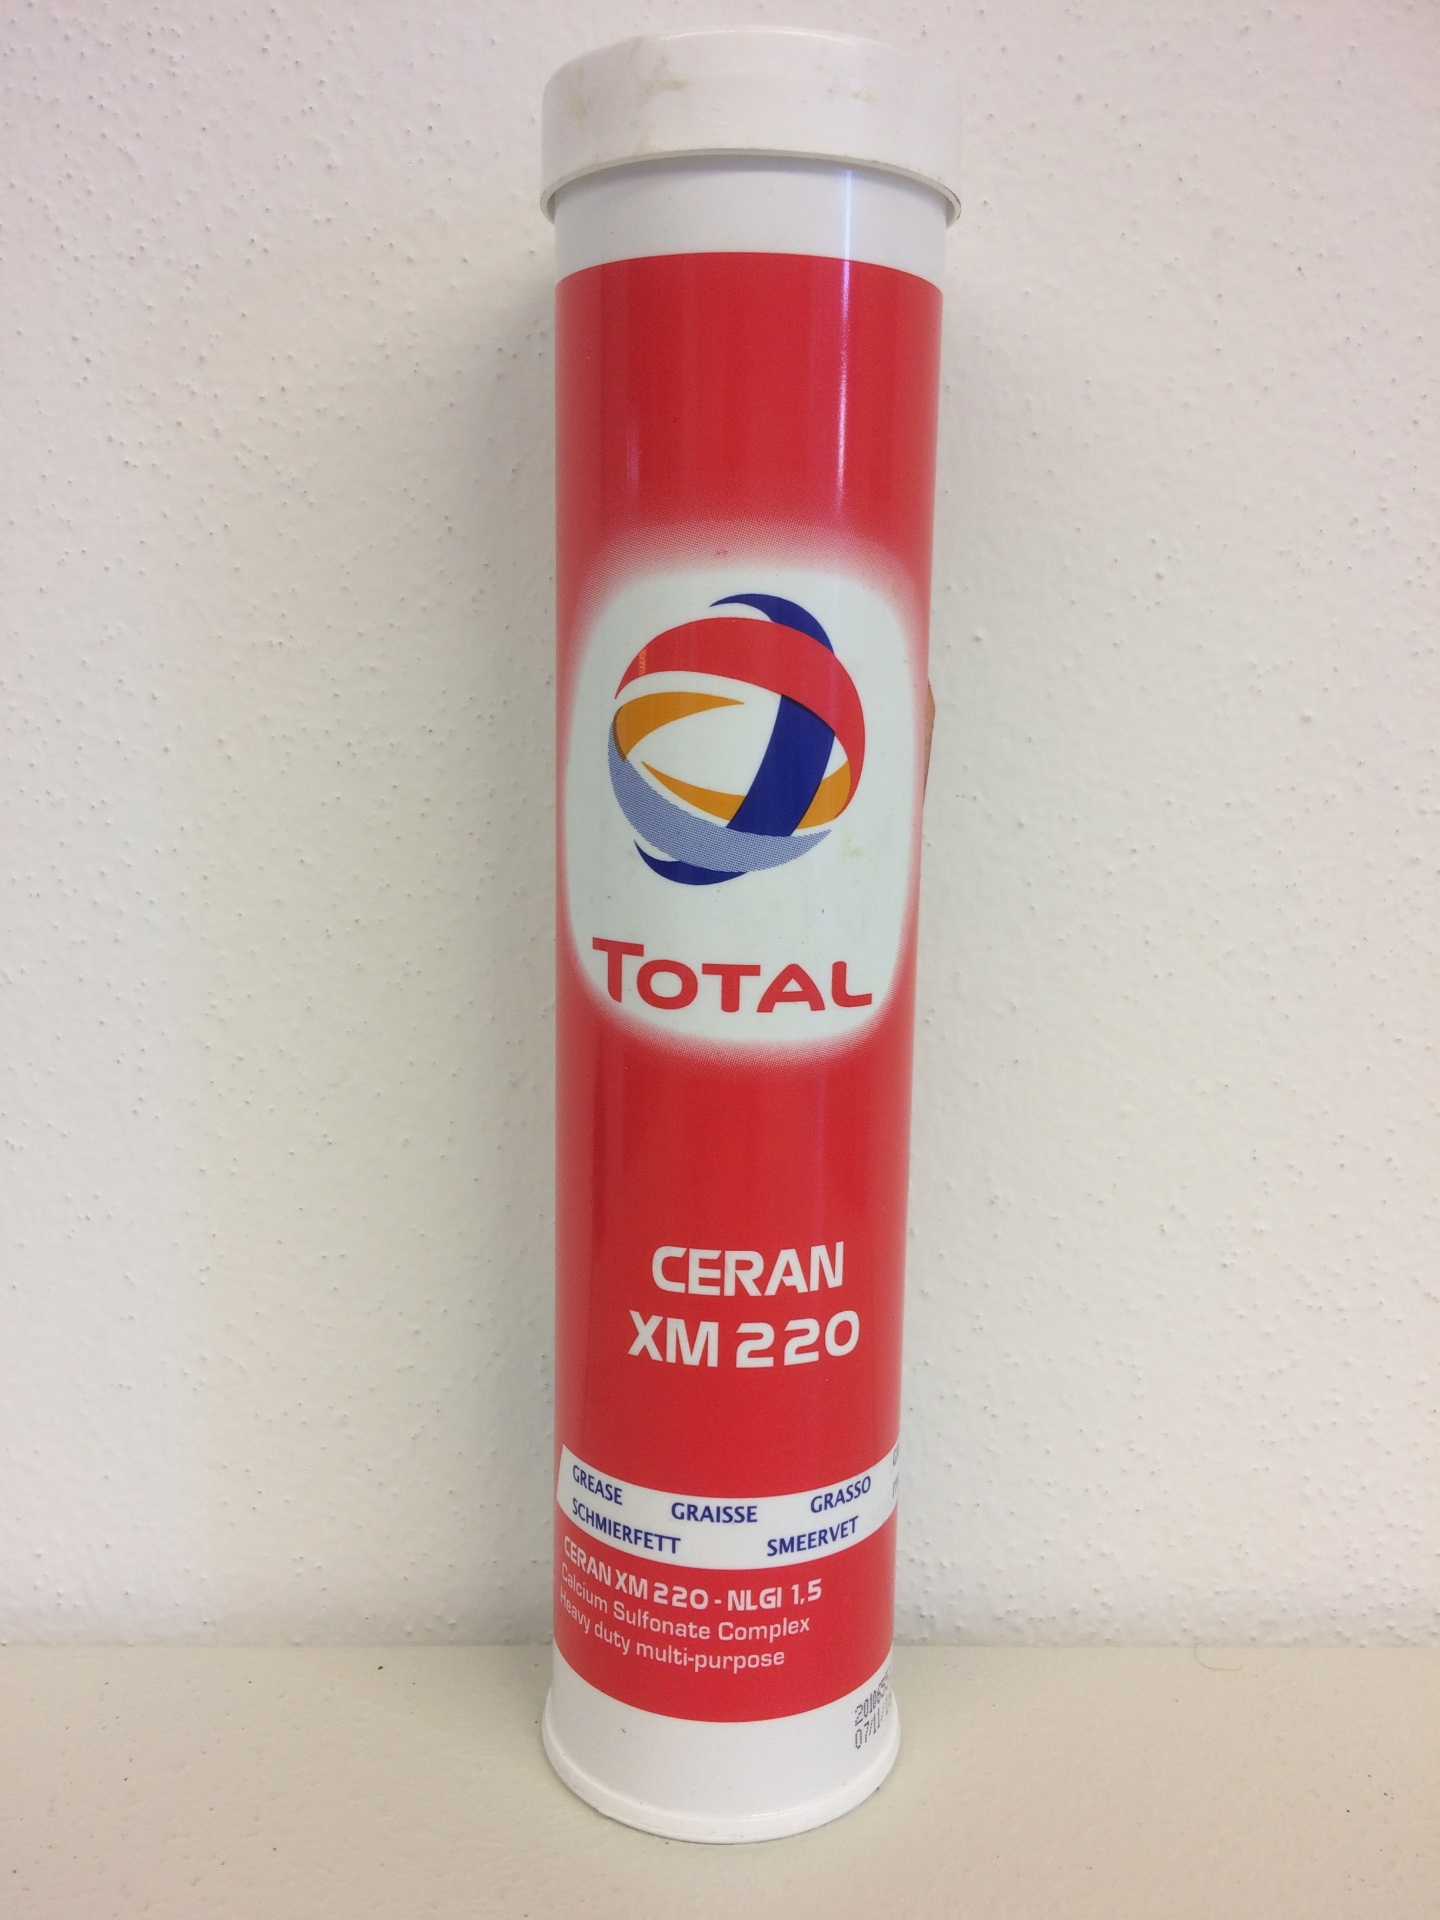 TOTAL
CERAN
XM 220
GREASE GRAISSE GRASSO
SCHMIERFETT SMEERVET
CERAN XM 220 - NLGI 1,5
Calcium Sulfonate Complex
Heavy duty multi-purpose